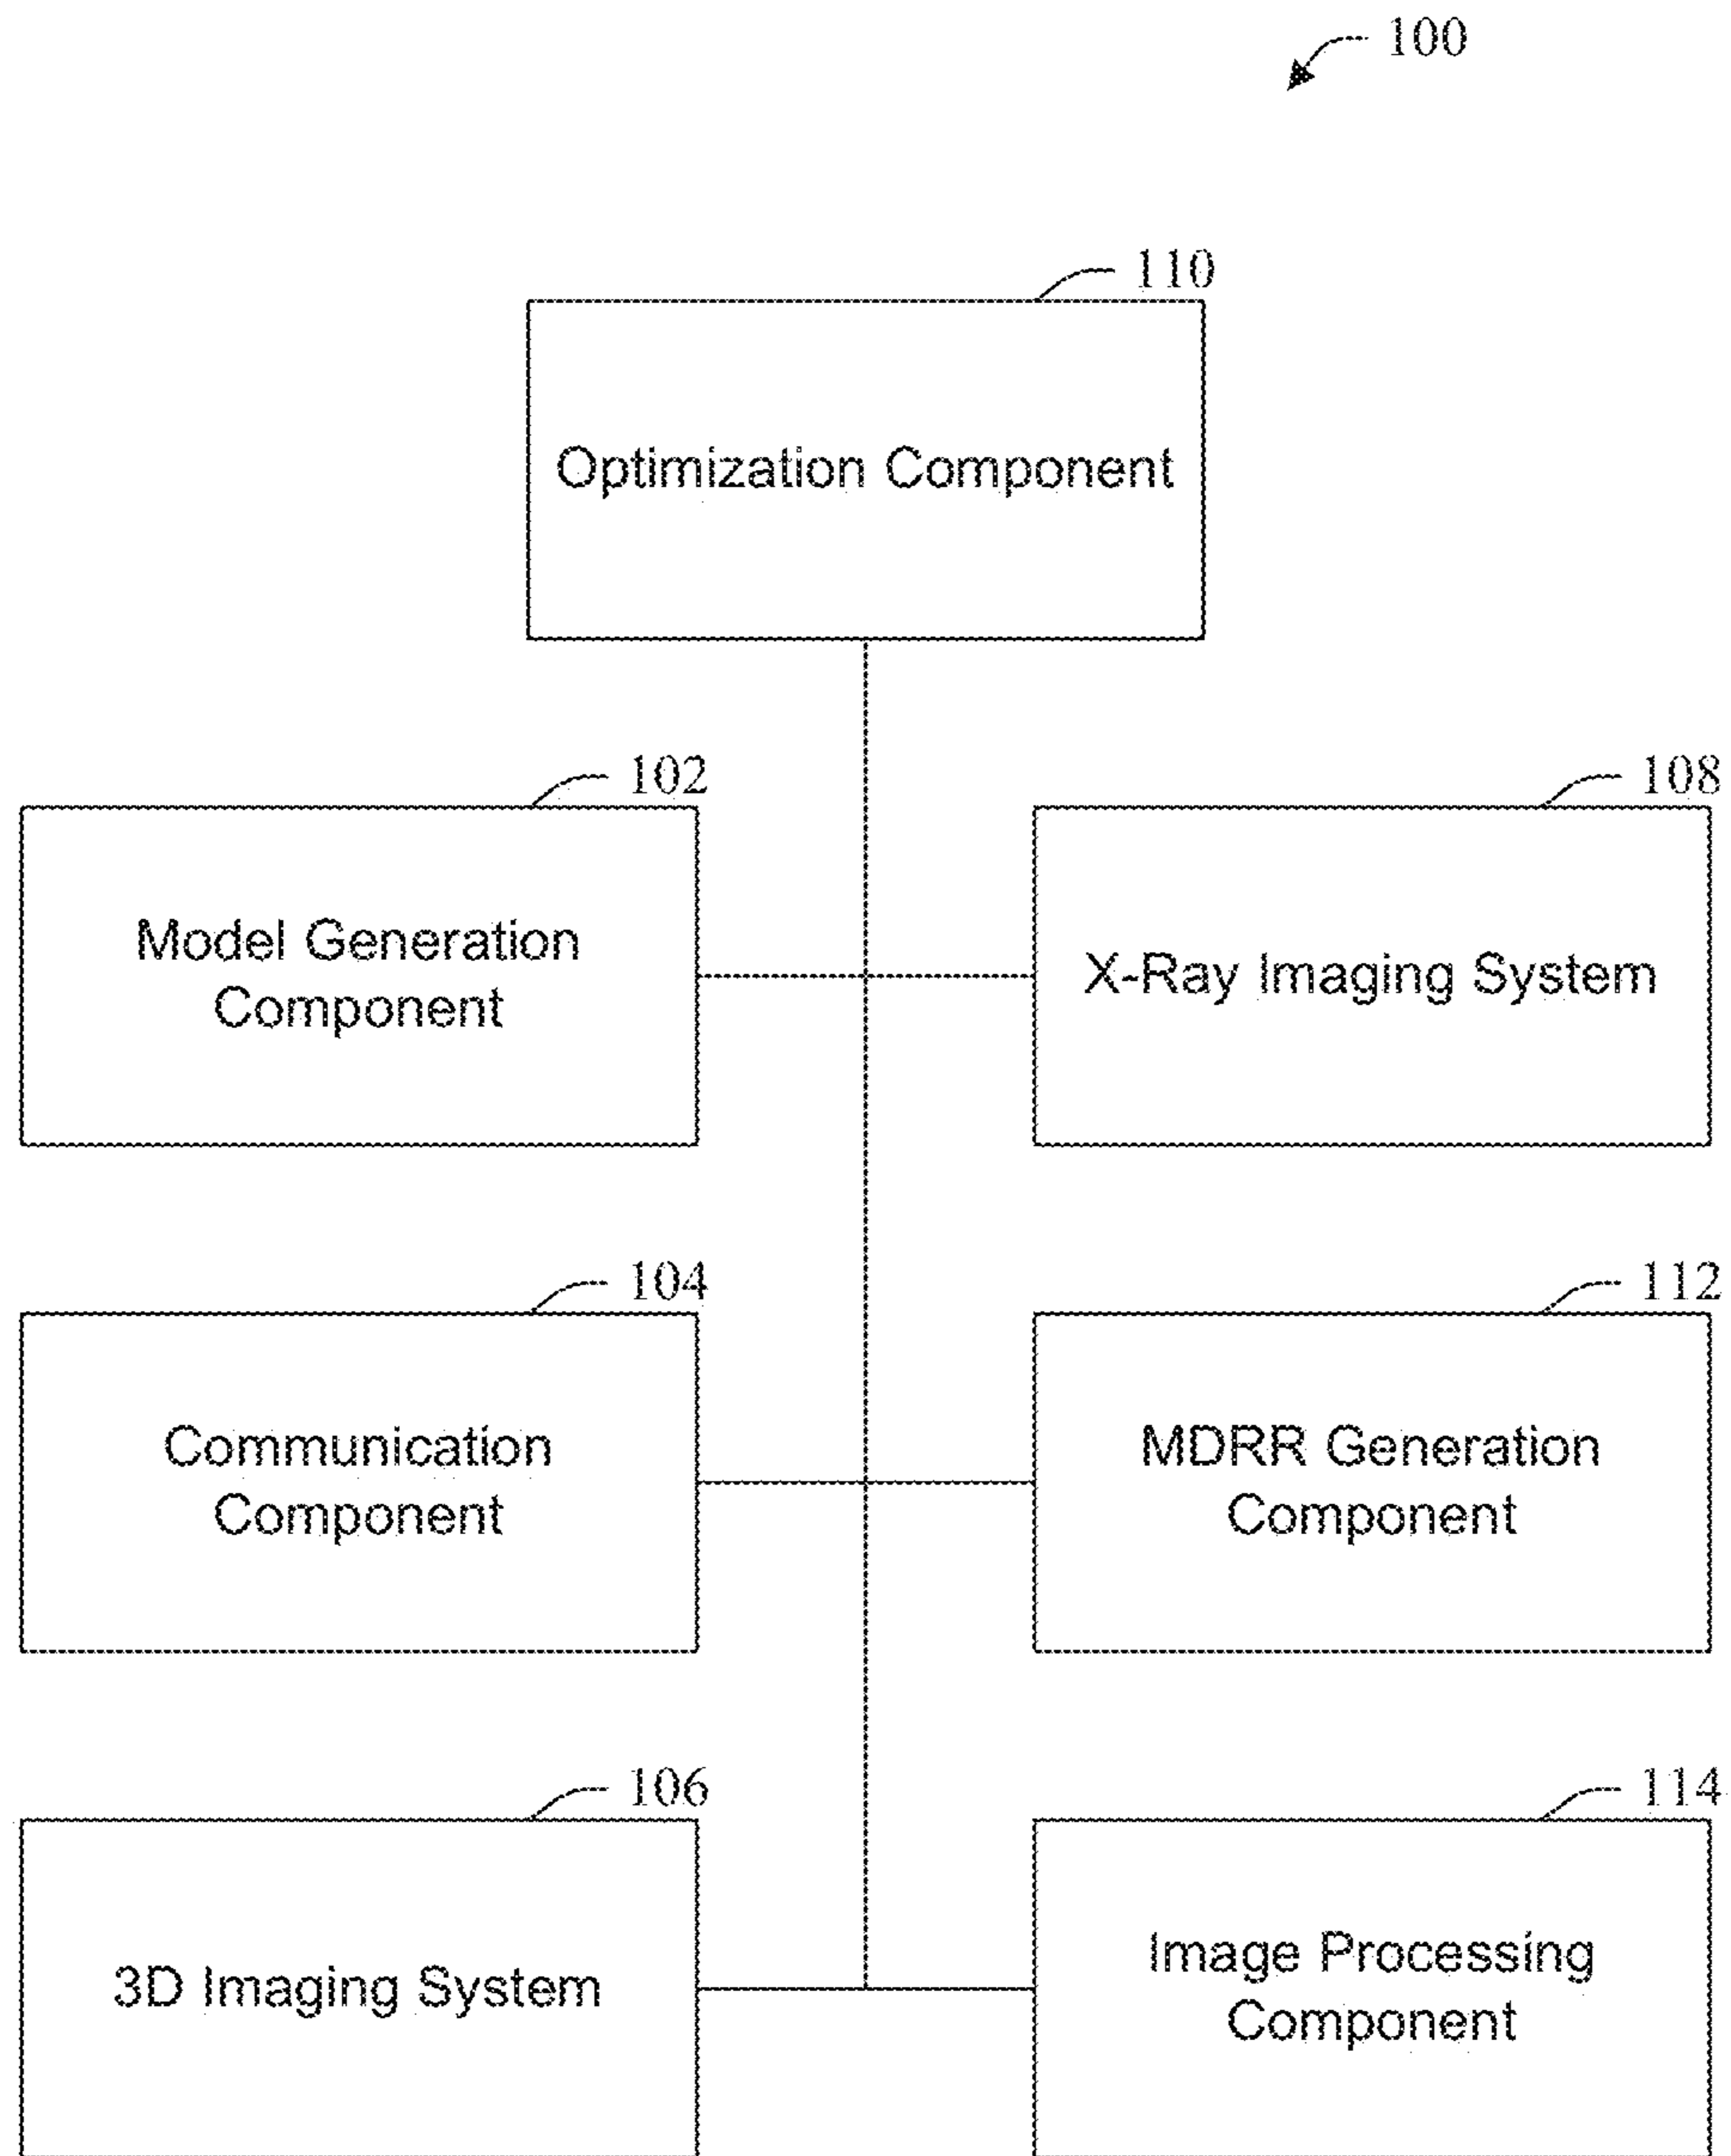 100
110
Optimization Component
102
108
Model Generation
Component
X-Ray Imaging System
104
112
Communication
Component
MDRR Generation
Component
106
114
3D Imaging System
Image Processing
Component